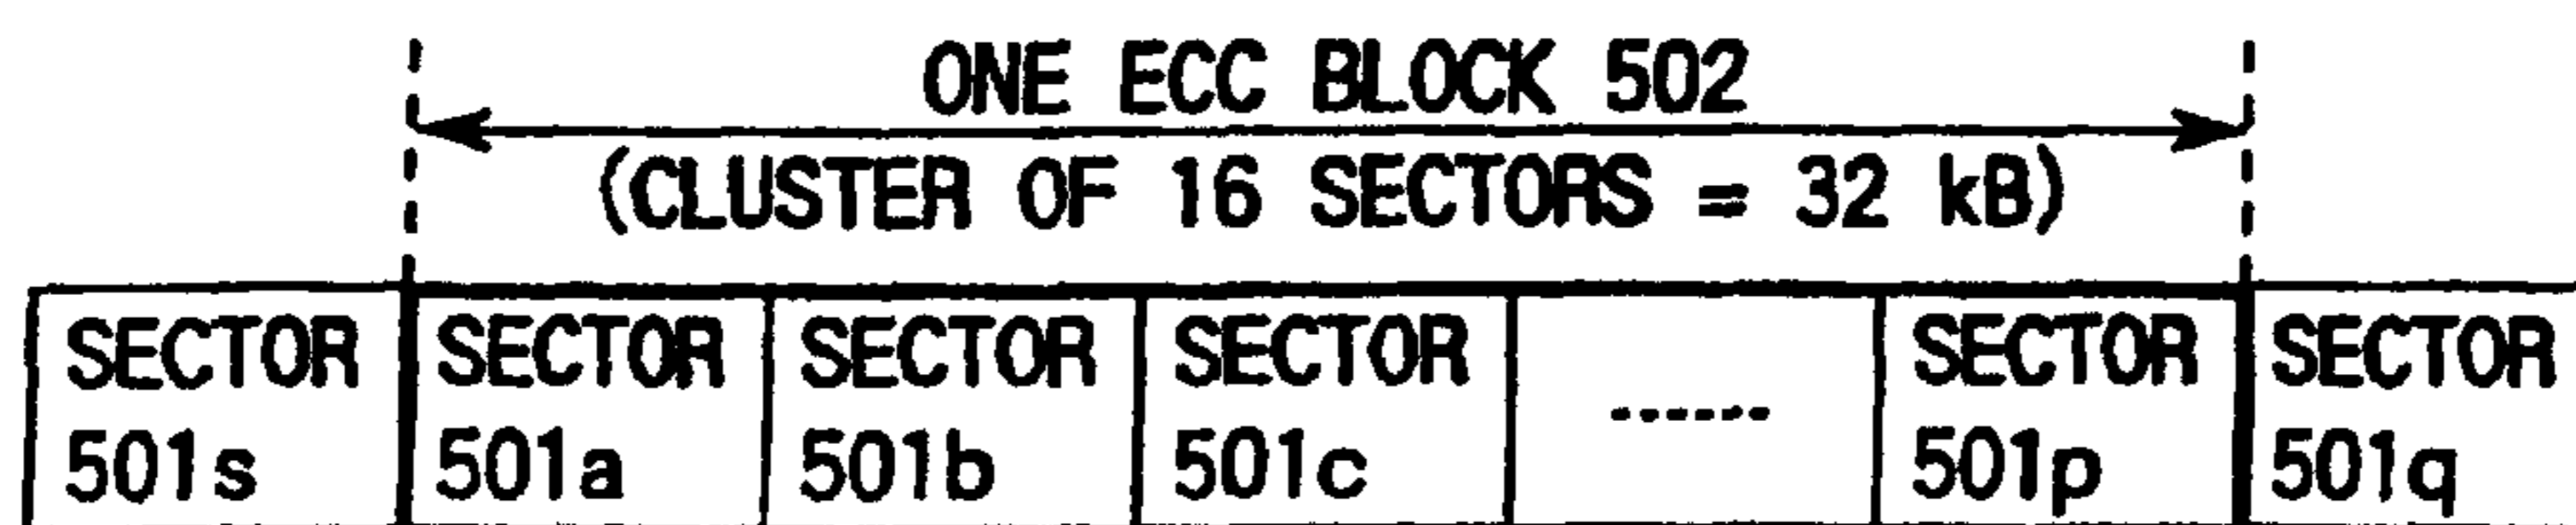 ONE ECC BLOCK 502
(CLUSTER OF 16 SECTORS = 32 kB)
SECTOR SECTOR SECTOR SECTOR ...... SECTOR SECTOR
501s 501a 501b 501c 501p 501q